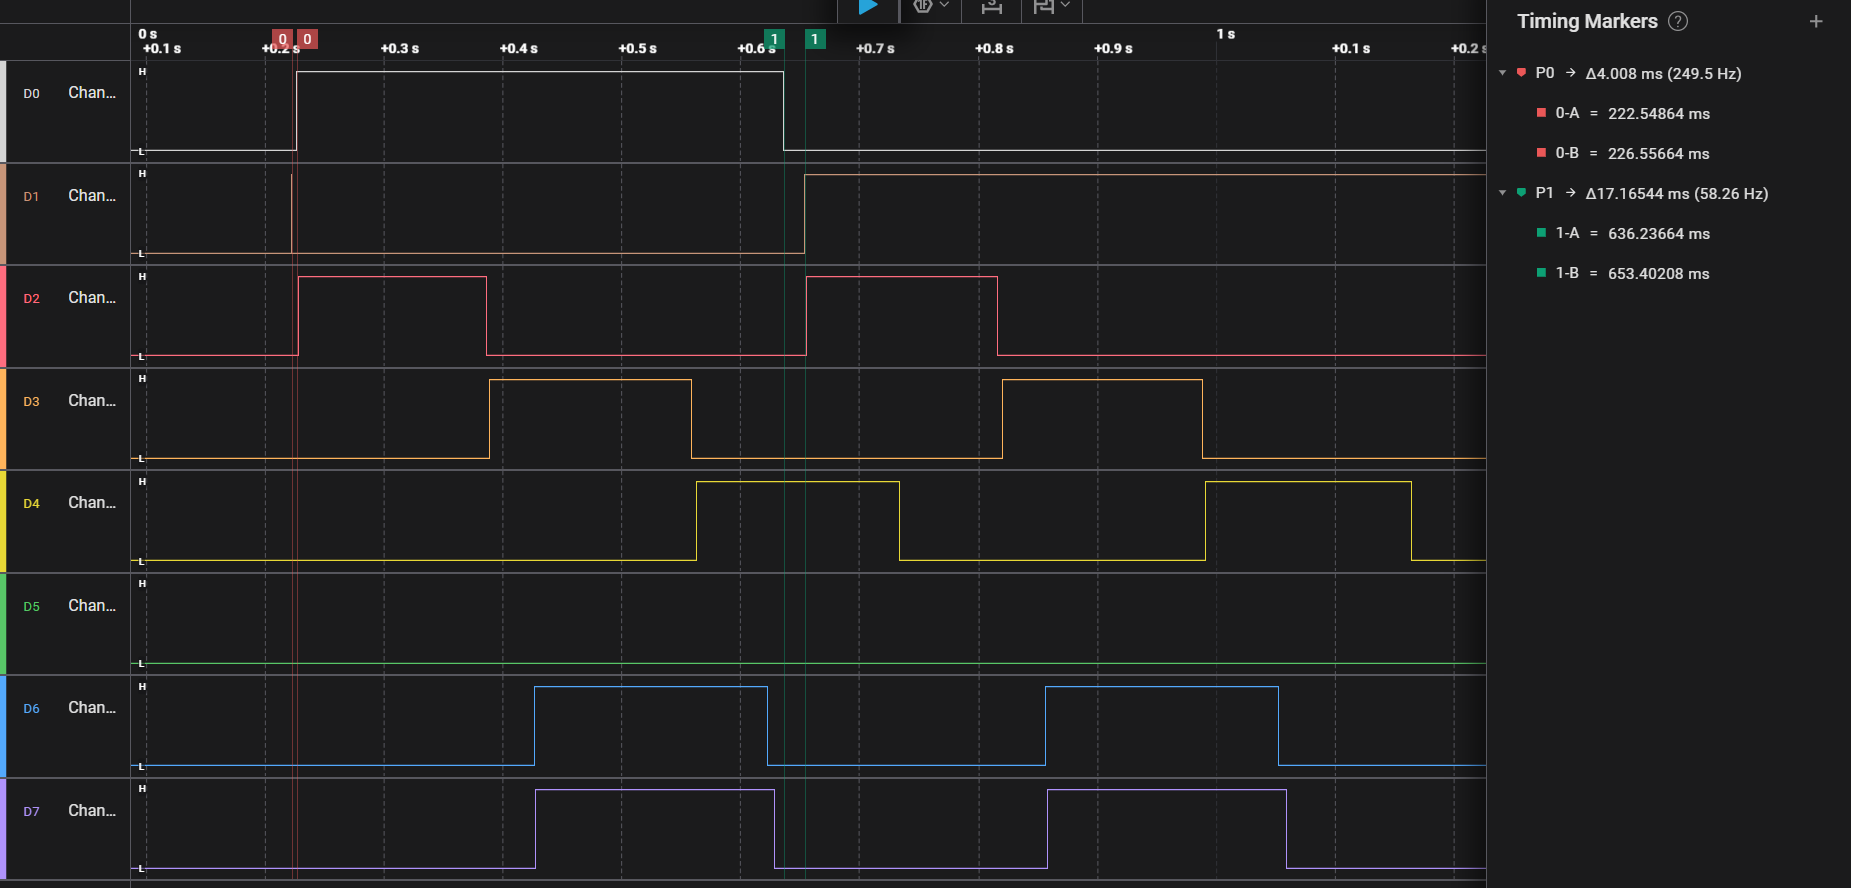 Timing Markers ?
0 s
0 0 1 1
+0.1 s +0.2 s +0.3 s +0.4 s +0.5 s +0.6 s +0.7 s +0.8 s +0.9 s 1 s +0.1 s +0.2 s
P0 → Δ4.008 ms (249.5 Hz)
0-A = 222.54864 ms
0-B = 226.55664 ms
P1 → Δ17.16544 ms (58.26 Hz)
1-A = 636.23664 ms
1-B = 653.40208 ms
H
D0 Chan...
L
H
D1 Chan...
L
H
D2 Chan...
L
H
D3 Chan...
L
H
D4 Chan...
L
H
D5 Chan...
L
H
D6 Chan...
L
H
D7 Chan...
L